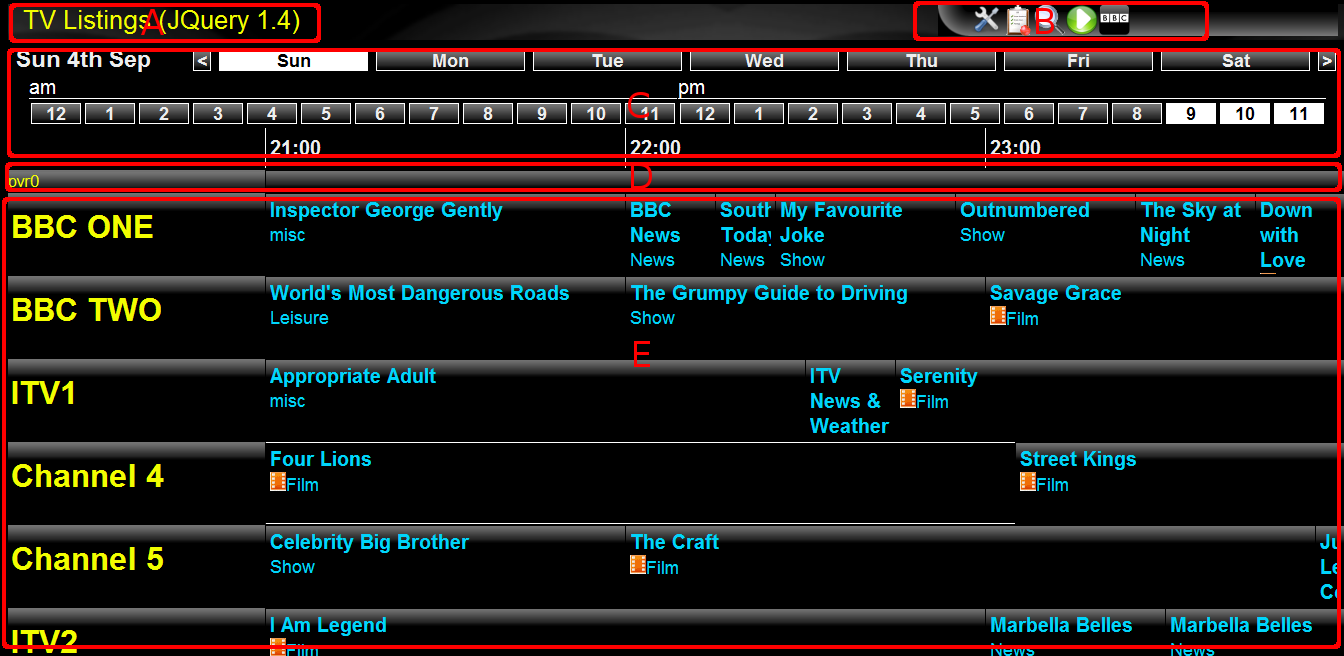 TV Listings (JQuery 1.4)
A
B
BBC
Sun 4th Sep < Sun Mon Tue Wed Thu Fri Sat >
am pm
12 1 2 3 4 5 6 7 8 9 10 11 12 1 2 3 4 5 6 7 8 9 10 11
C
21:00 22:00 23:00
pvr0
D
BBC ONE
Inspector George Gently
misc
BBC
News
News
South
Today
News
My Favourite
Joke
Show
Outnumbered
Show
The Sky at
Night
News
Down
with
Love
BBC TWO
World's Most Dangerous Roads
Leisure
The Grumpy Guide to Driving
Show
Savage Grace
Film
E
ITV1
Appropriate Adult
misc
ITV
News &
Weather
Serenity
Film
Channel 4
Four Lions
Film
Street Kings
Film
Channel 5
Celebrity Big Brother
Show
The Craft
Film
Ju
Le
Co
ITV2
I Am Legend
Film
Marbella Belles
News
Marbella Belles
News